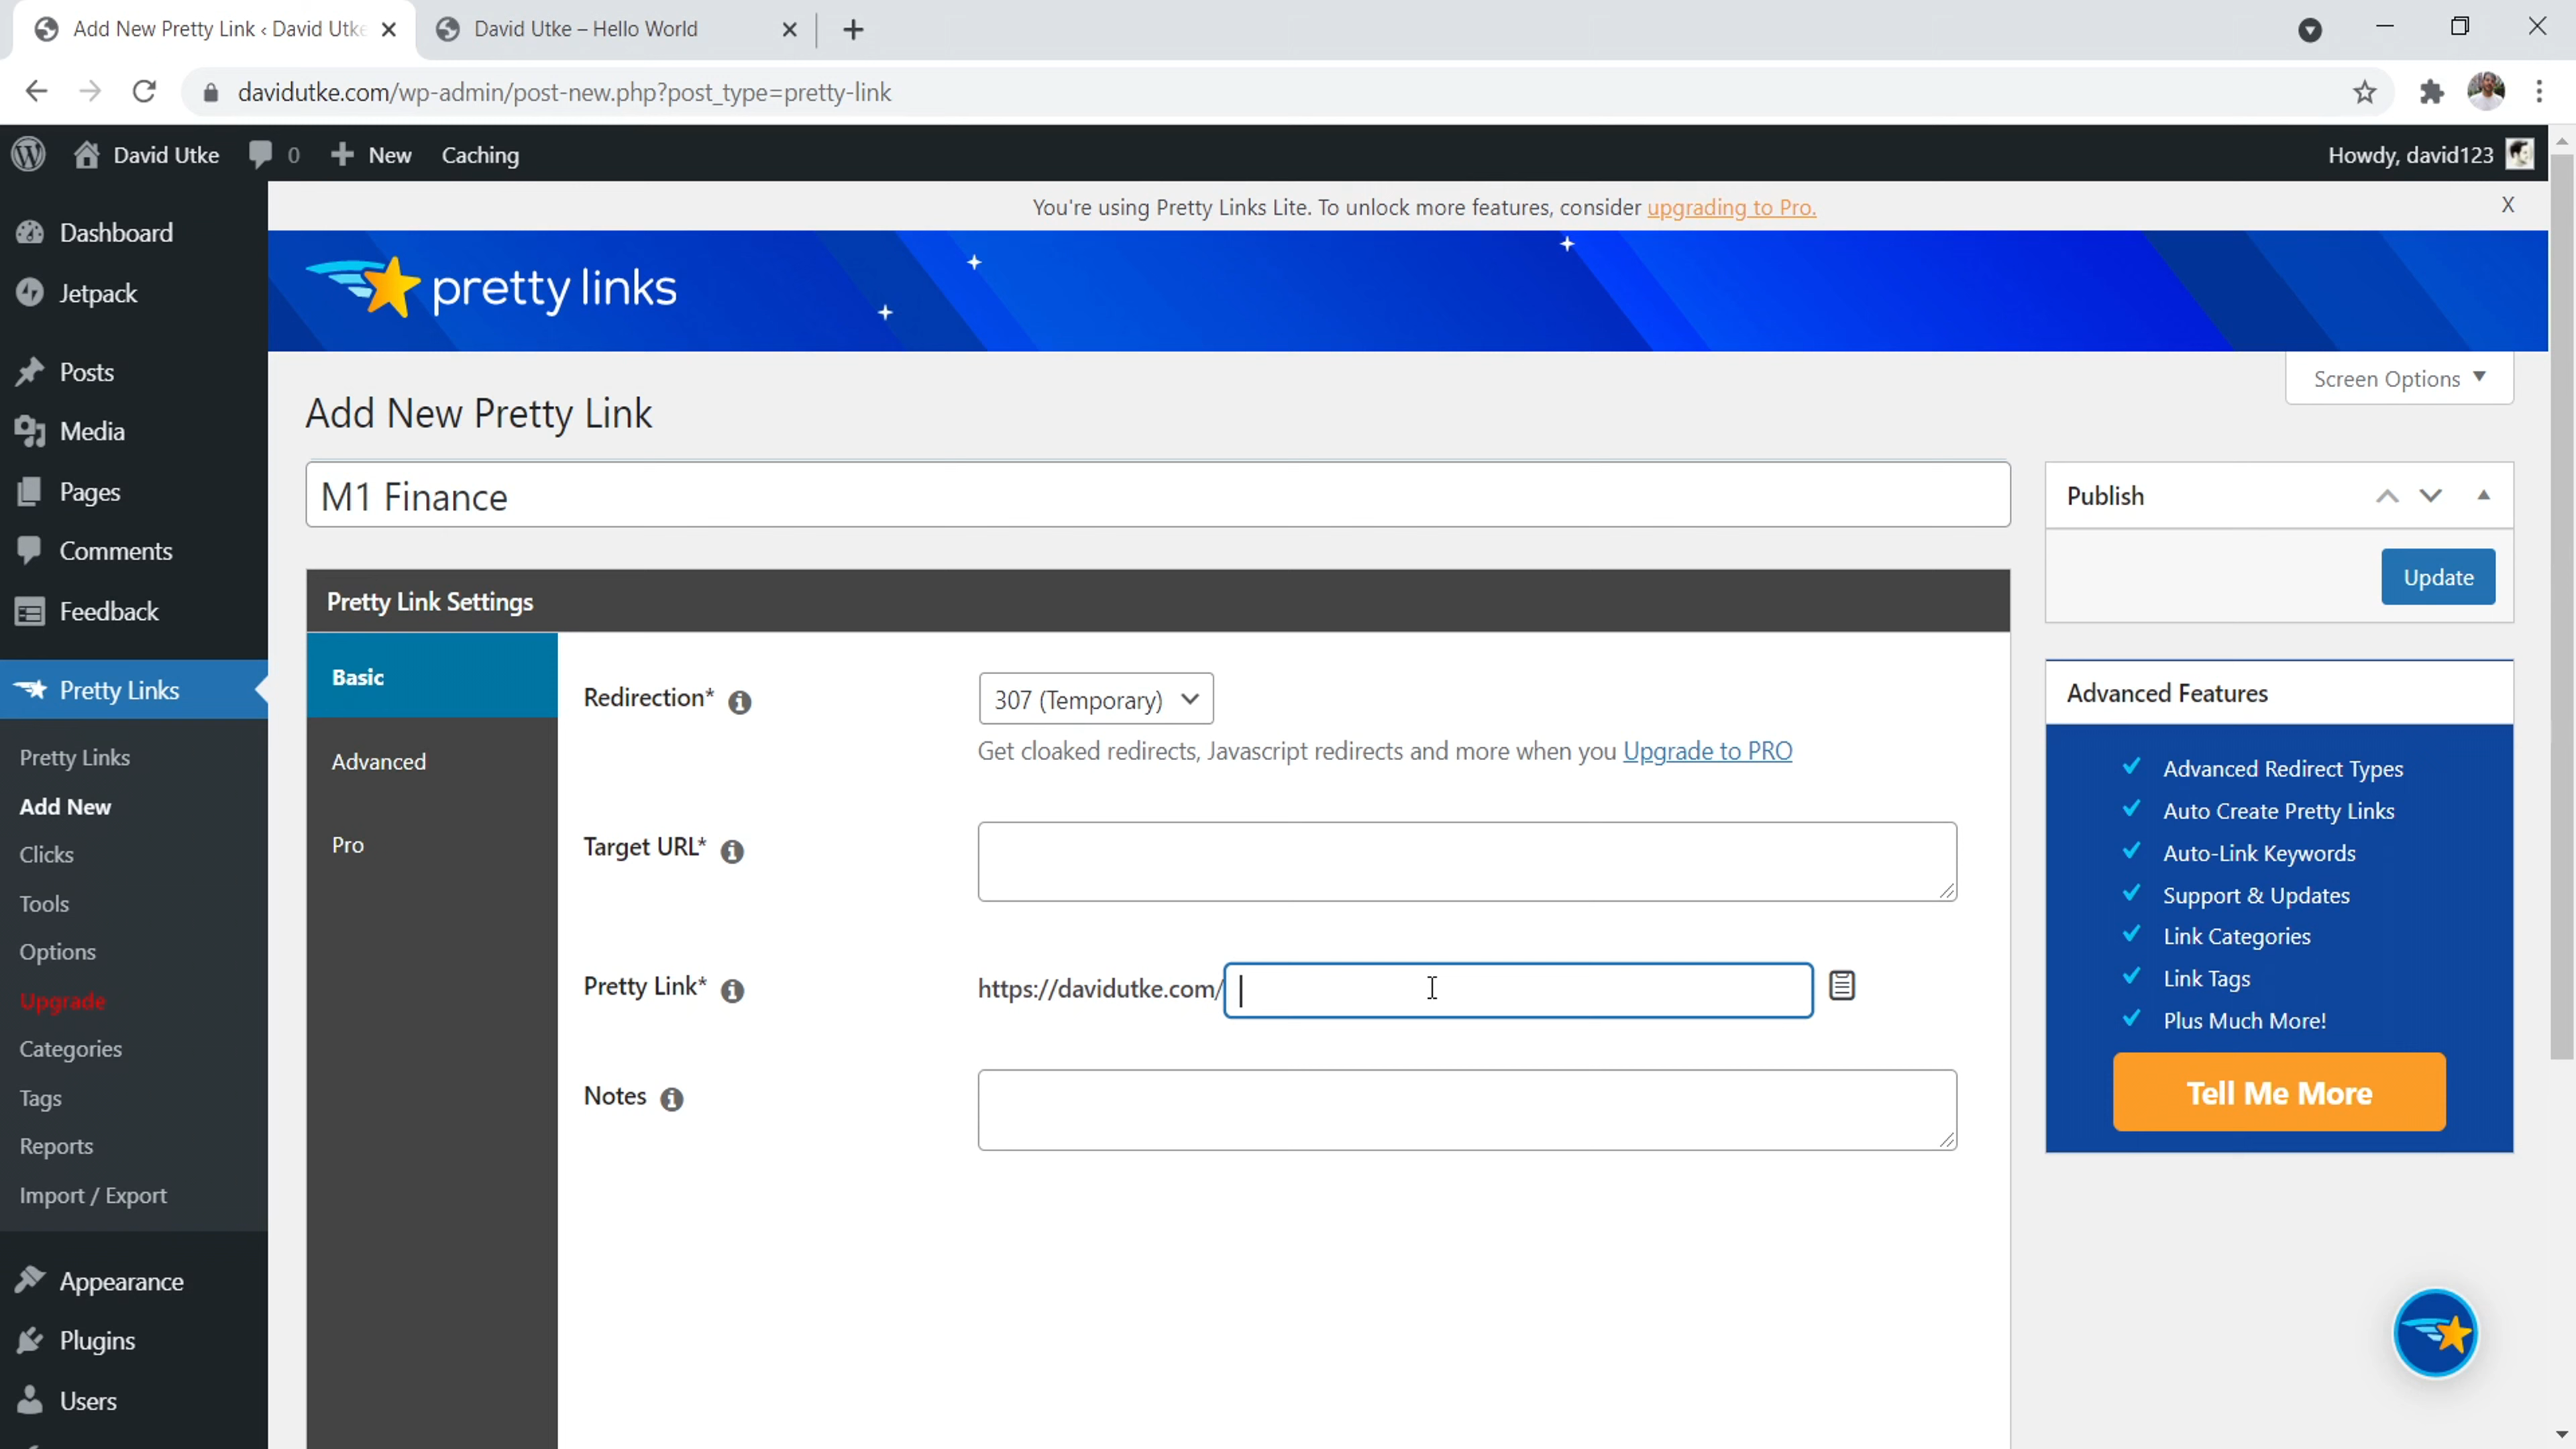 Add New Pretty Link ‹ David Utke
David Utke – Hello World
davidutke.com/wp-admin/post-new.php?post_type=pretty-link
David Utke
0
New
Caching
Howdy, david123
You're using Pretty Links Lite. To unlock more features, consider upgrading to Pro.
X
pretty links
Screen Options
Add New Pretty Link
M1 Finance
Publish
Update
Pretty Link Settings
Basic
Advanced
Pro
Redirection*
307 (Temporary)
Get cloaked redirects, Javascript redirects and more when you Upgrade to PRO
Target URL*
Pretty Link*
https://davidutke.com/
Notes
Advanced Features
Advanced Redirect Types
Auto Create Pretty Links
Auto-Link Keywords
Support & Updates
Link Categories
Link Tags
Plus Much More!
Tell Me More
Dashboard
Jetpack
Posts
Media
Pages
Comments
Feedback
Pretty Links
Pretty Links
Add New
Clicks
Tools
Options
Upgrade
Categories
Tags
Reports
Import / Export
Appearance
Plugins
Users